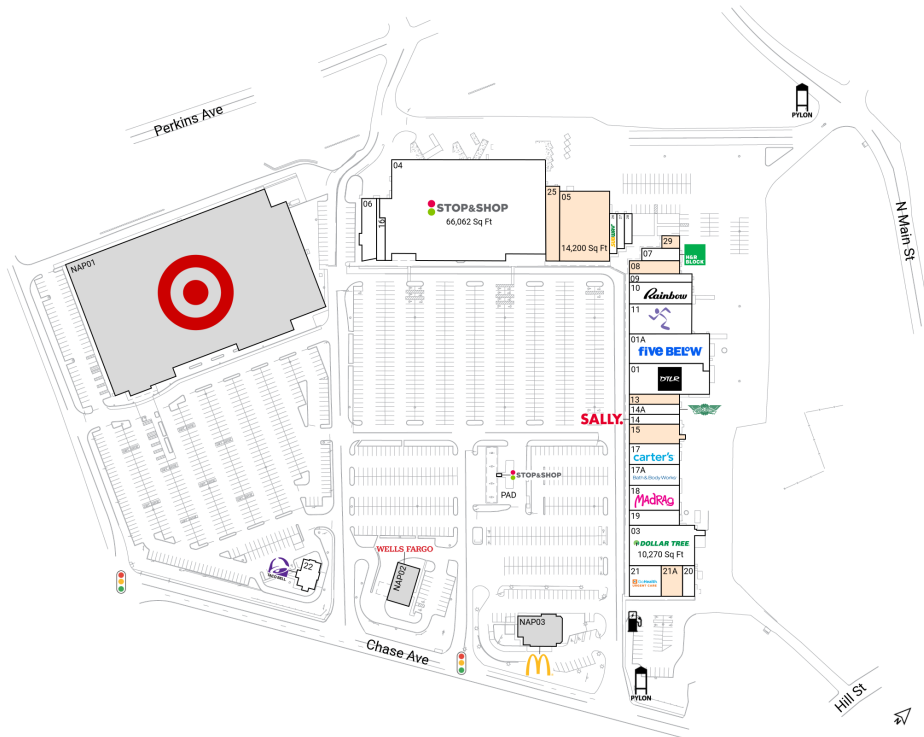 PYLON
Perkins Ave
N Main St
04
STOP&SHOP
66,062 Sq Ft
06
16
25
05
14,200 Sq Ft
29
07
H&R
BLOCK
08
09
10
Rainbow
11
NAP01
01A
five BEL°W
01
DTLR
13
14A
14
SALLY.
15
17
carter's
17A
Bath & Body Works
18
MADRAG
19
03
DOLLAR TREE
10,270 Sq Ft
21
21A
20
STOP&SHOP
PAD
WELLS FARGO
NAP02
TACO BELL
22
NAP03
Chase Ave
PYLON
Hill St
N